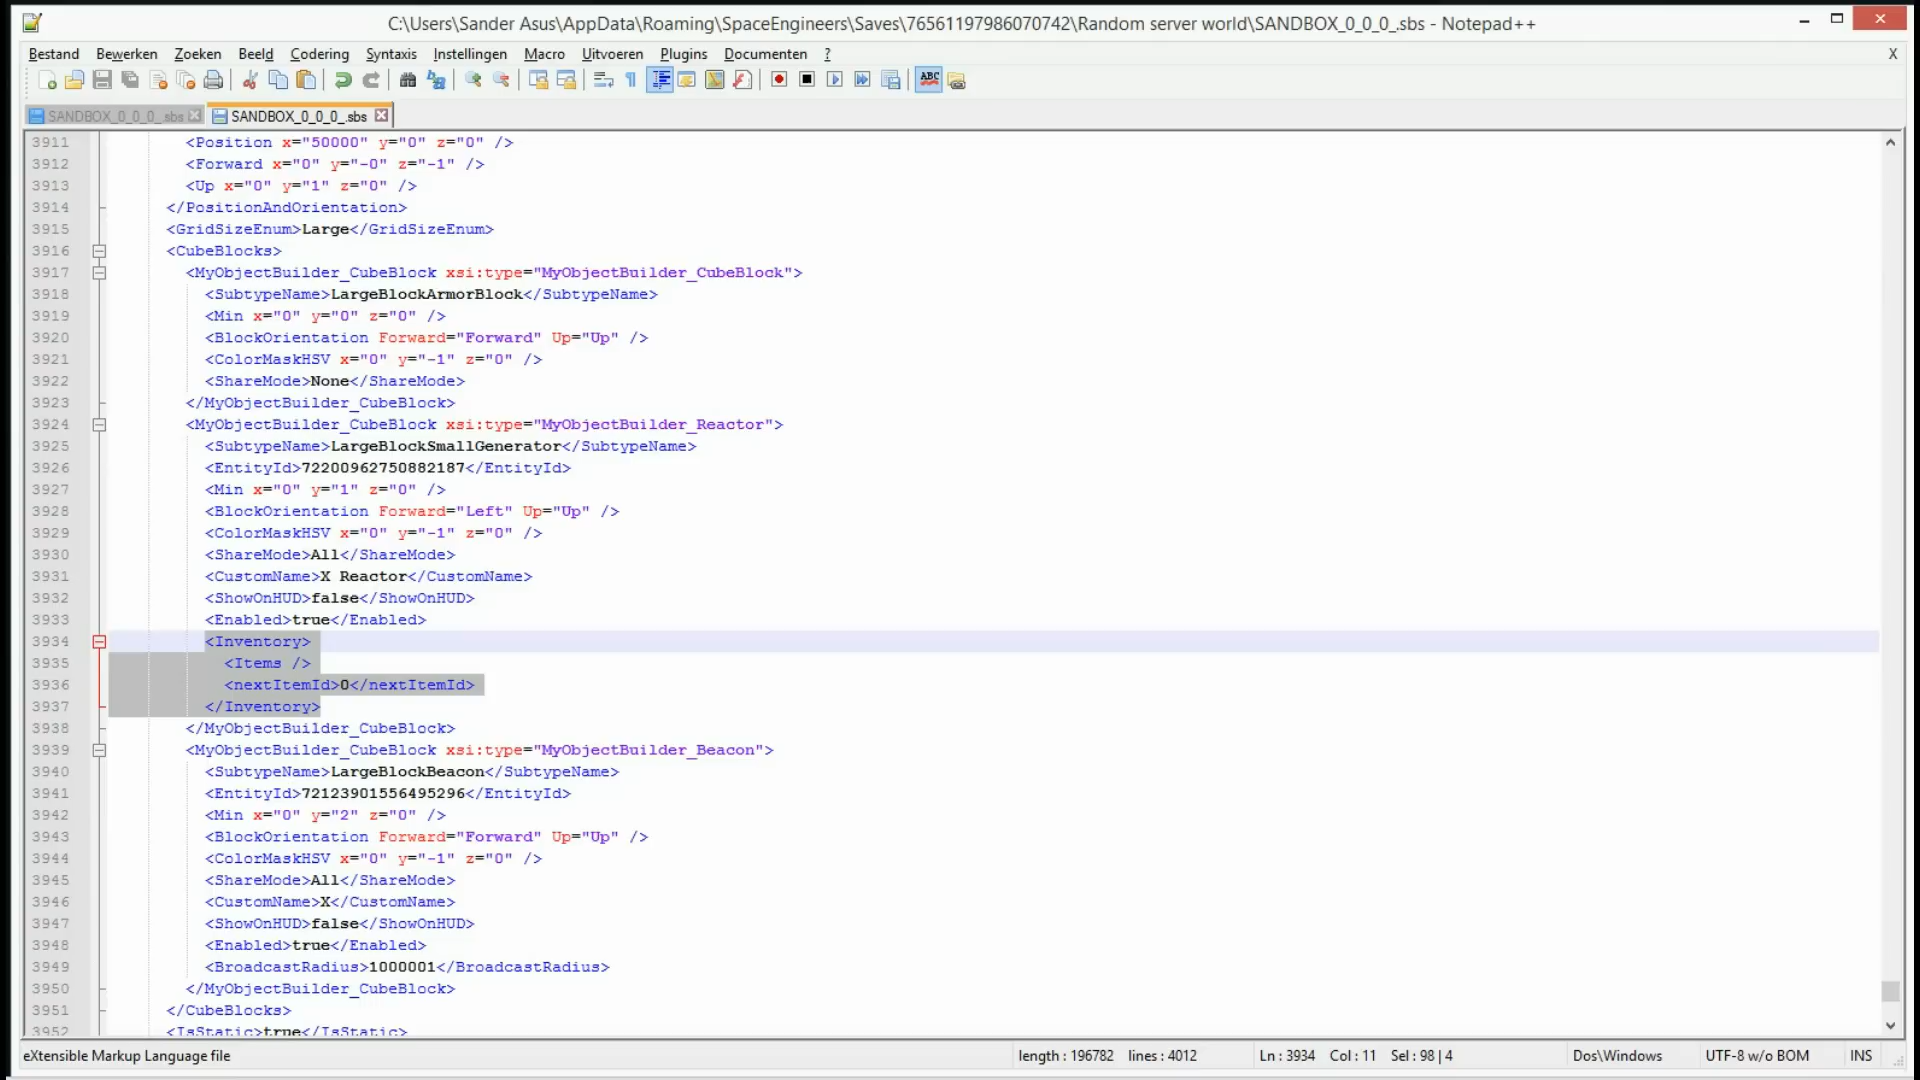 C:\Users\Sander Asus\AppData\Roaming\SpaceEngineers\Saves\76561197986070742\Random server world\SANDBOX_0_0_0_.sbs - Notepad++
Bestand Bewerken Zoeken Beeld Codering Syntaxis Instellingen Macro Uitvoeren Plugins Documenten ? X
SANDBOX_0_0_0_.sbs SANDBOX_0_0_0_.sbs
3911 <Position x="50000" y="0" z="0" />
3912 <Forward x="0" y="-0" z="-1" />
3913 <Up x="0" y="1" z="0" />
3914 </PositionAndOrientation>
3915 <GridSizeEnum>Large</GridSizeEnum>
3916 <CubeBlocks>
3917 <MyObjectBuilder_CubeBlock xsi:type="MyObjectBuilder_CubeBlock">
3918 <SubtypeName>LargeBlockArmorBlock</SubtypeName>
3919 <Min x="0" y="0" z="0" />
3920 <BlockOrientation Forward="Forward" Up="Up" />
3921 <ColorMaskHSV x="0" y="-1" z="0" />
3922 <ShareMode>None</ShareMode>
3923 </MyObjectBuilder_CubeBlock>
3924 <MyObjectBuilder_CubeBlock xsi:type="MyObjectBuilder_Reactor">
3925 <SubtypeName>LargeBlockSmallGenerator</SubtypeName>
3926 <EntityId>72200962750882187</EntityId>
3927 <Min x="0" y="1" z="0" />
3928 <BlockOrientation Forward="Left" Up="Up" />
3929 <ColorMaskHSV x="0" y="-1" z="0" />
3930 <ShareMode>All</ShareMode>
3931 <CustomName>X Reactor</CustomName>
3932 <ShowOnHUD>false</ShowOnHUD>
3933 <Enabled>true</Enabled>
3934 <Inventory>
3935 <Items />
3936 <nextItemId>0</nextItemId>
3937 </Inventory>
3938 </MyObjectBuilder_CubeBlock>
3939 <MyObjectBuilder_CubeBlock xsi:type="MyObjectBuilder_Beacon">
3940 <SubtypeName>LargeBlockBeacon</SubtypeName>
3941 <EntityId>72123901556495296</EntityId>
3942 <Min x="0" y="2" z="0" />
3943 <BlockOrientation Forward="Forward" Up="Up" />
3944 <ColorMaskHSV x="0" y="-1" z="0" />
3945 <ShareMode>All</ShareMode>
3946 <CustomName>X</CustomName>
3947 <ShowOnHUD>false</ShowOnHUD>
3948 <Enabled>true</Enabled>
3949 <BroadcastRadius>1000001</BroadcastRadius>
3950 </MyObjectBuilder_CubeBlock>
3951 </CubeBlocks>
3952 <IsStatic>true</IsStatic>
eXtensible Markup Language file length : 196782 lines : 4012 Ln : 3934 Col : 11 Sel : 98 | 4 Dos\Windows UTF-8 w/o BOM INS